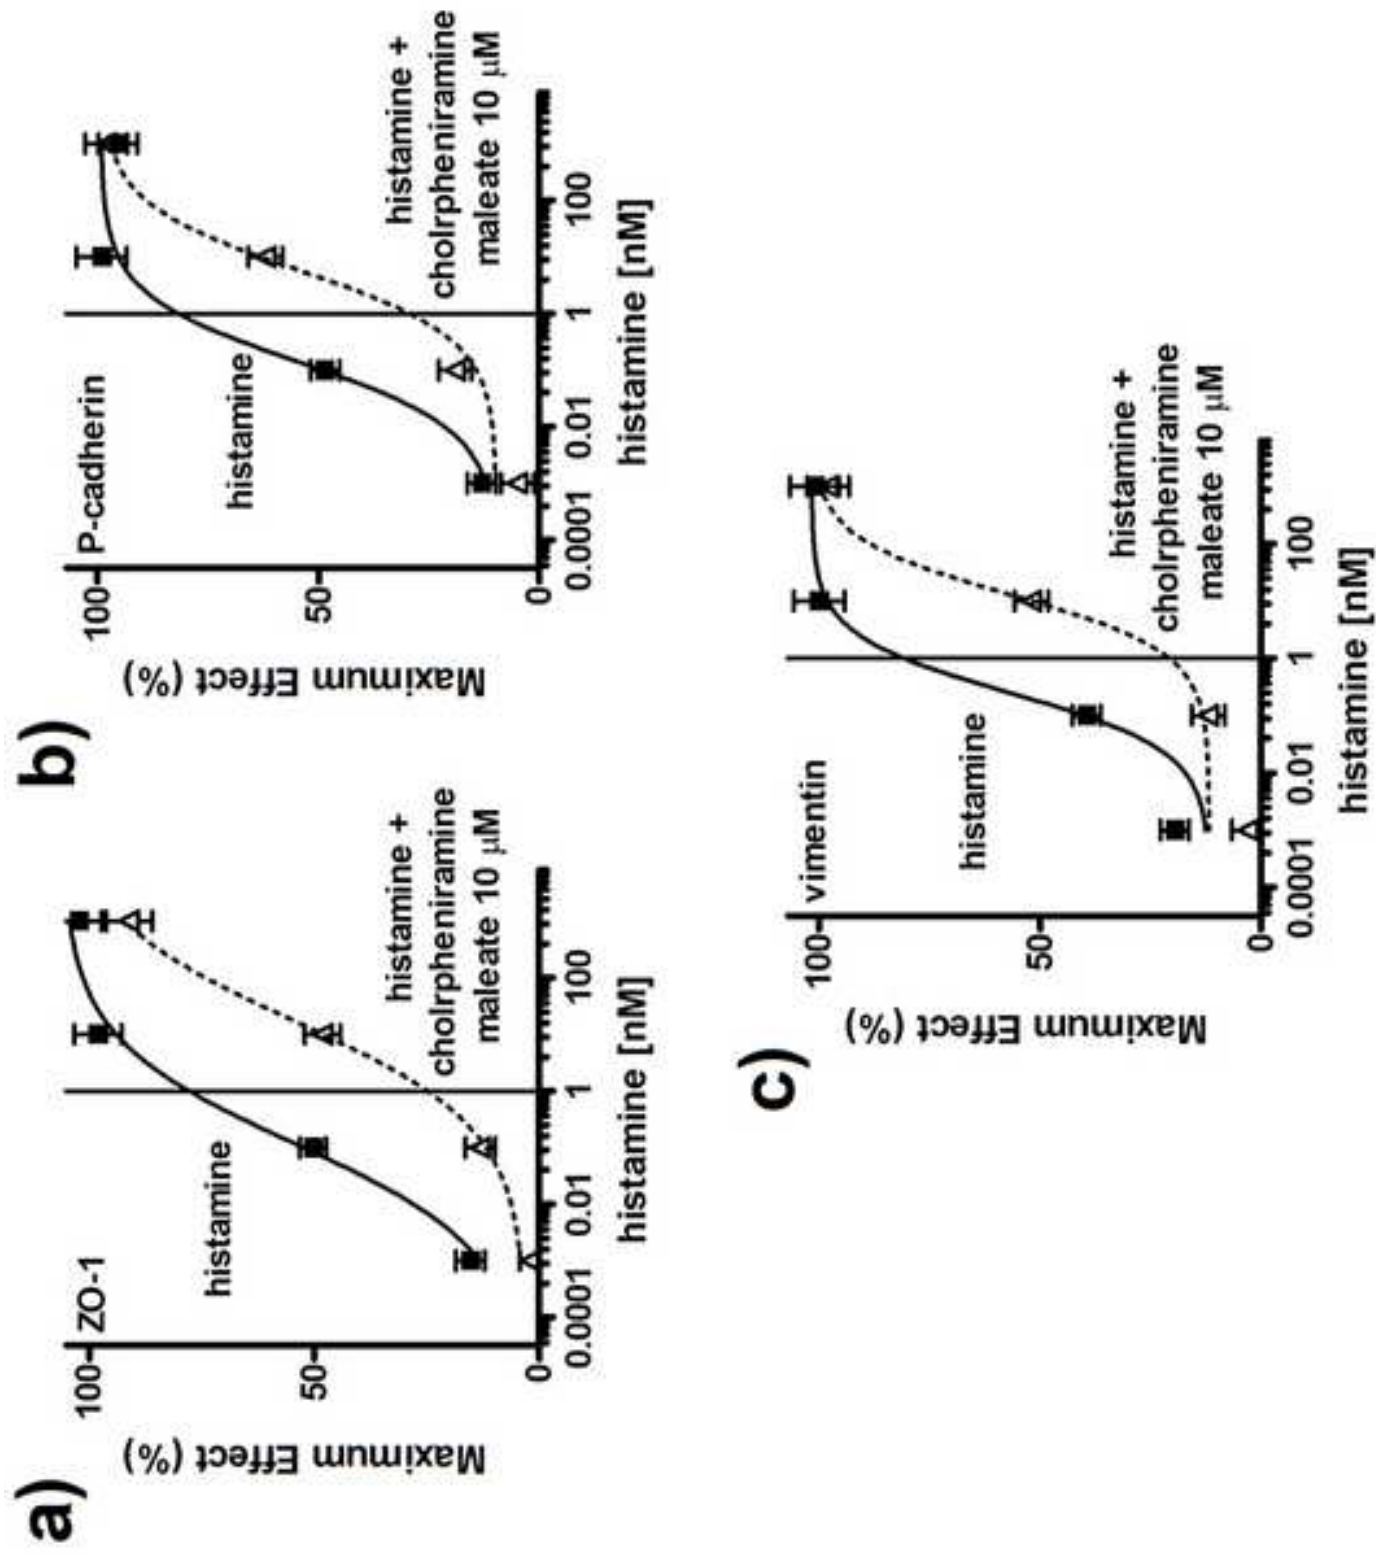 a)
ZO-1
Maximum Effect (%)
100
50
0
histamine
histamine +
cholrpheniramine
maleate 10 μM
0.0001
0.01
1
100
histamine [nM]
b)
P-cadherin
Maximum Effect (%)
100
50
0
histamine
histamine +
cholrpheniramine
maleate 10 μM
0.0001
0.01
1
100
histamine [nM]
c)
vimentin
Maximum Effect (%)
100
50
0
histamine
histamine +
cholrpheniramine
maleate 10 μM
0.0001
0.01
1
100
histamine [nM]